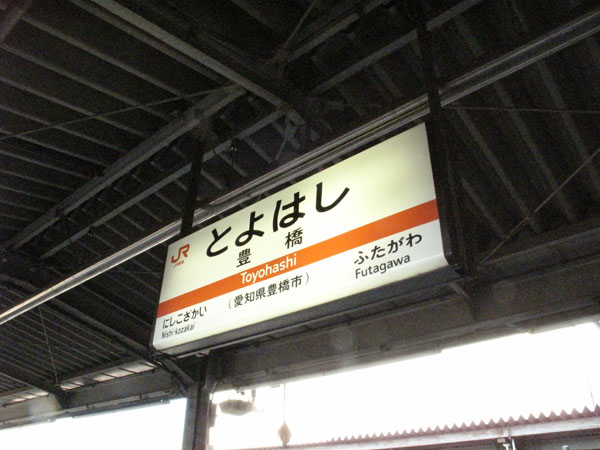 JR
とよはし
豊橋
Toyohashi
(愛知県豊橋市)
にしこざかい
Nishi-kozakai
ふたがわ
Futagawa